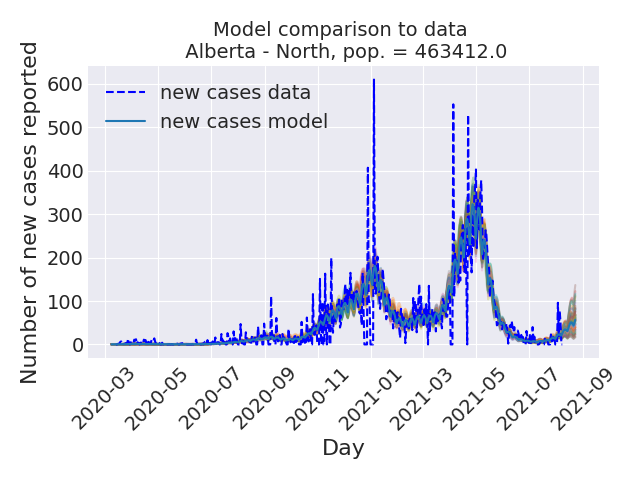 Model comparison to data
Alberta - North, pop. = 463412.0
Number of new cases reported
600
500
400
300
200
100
0
new cases data
new cases model
2020-03
2020-05
2020-07
2020-09
2020-11
2021-01
2021-03
2021-05
2021-07
2021-09
Day